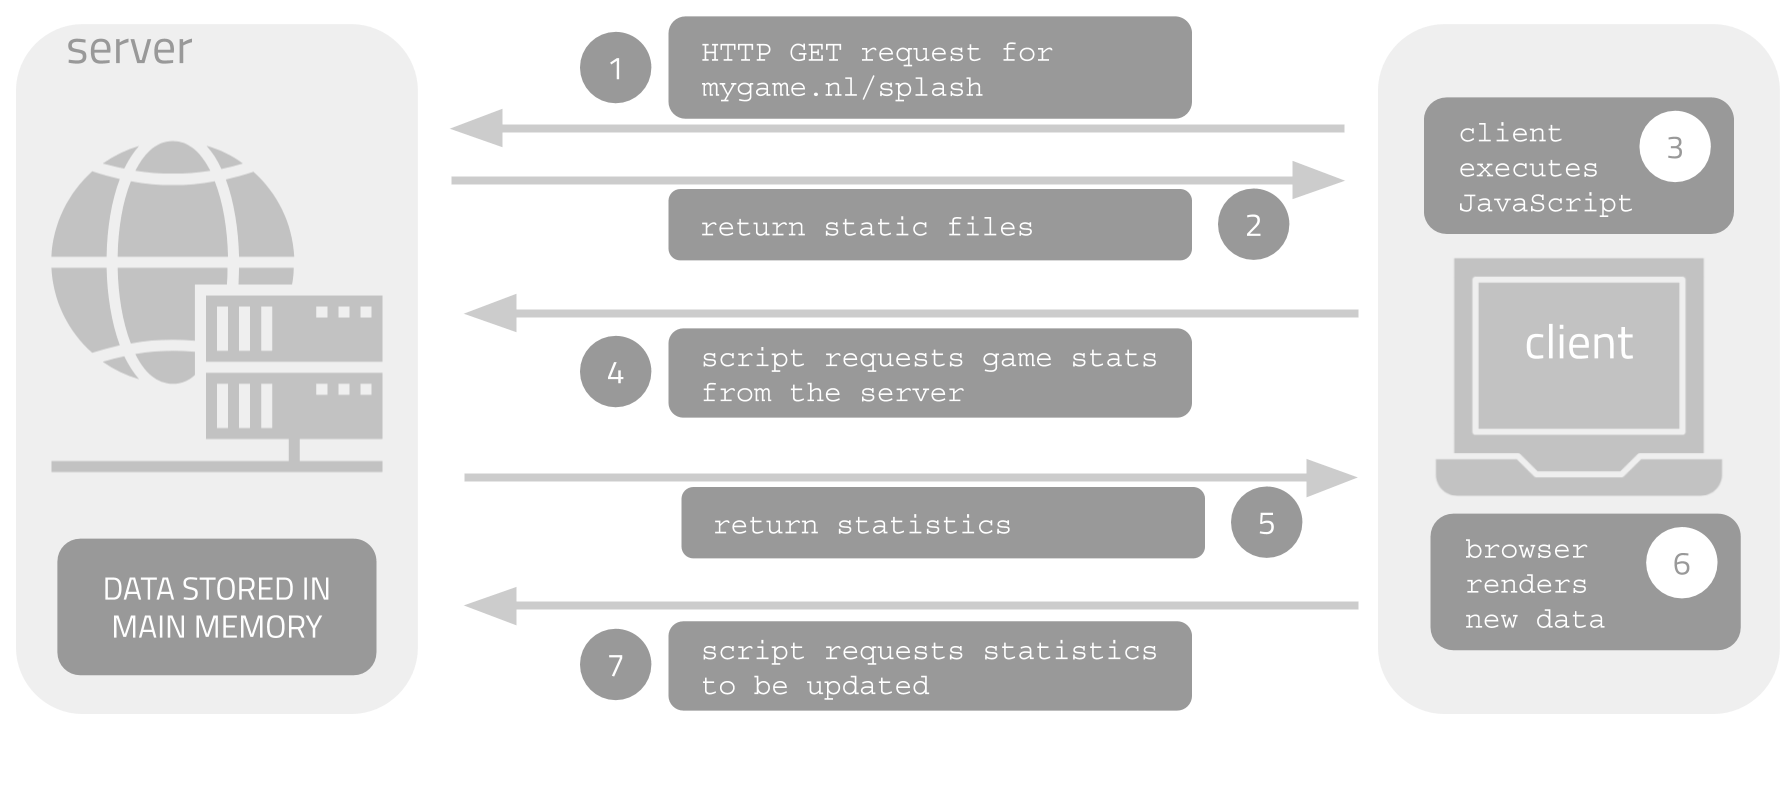 server
1
HTTP GET request for
mygame.nl/splash
return static files
2
client
executes
JavaScript
3
client
4
script requests game stats
from the server
return statistics
5
browser
renders
new data
6
DATA STORED IN
MAIN MEMORY
7
script requests statistics
to be updated